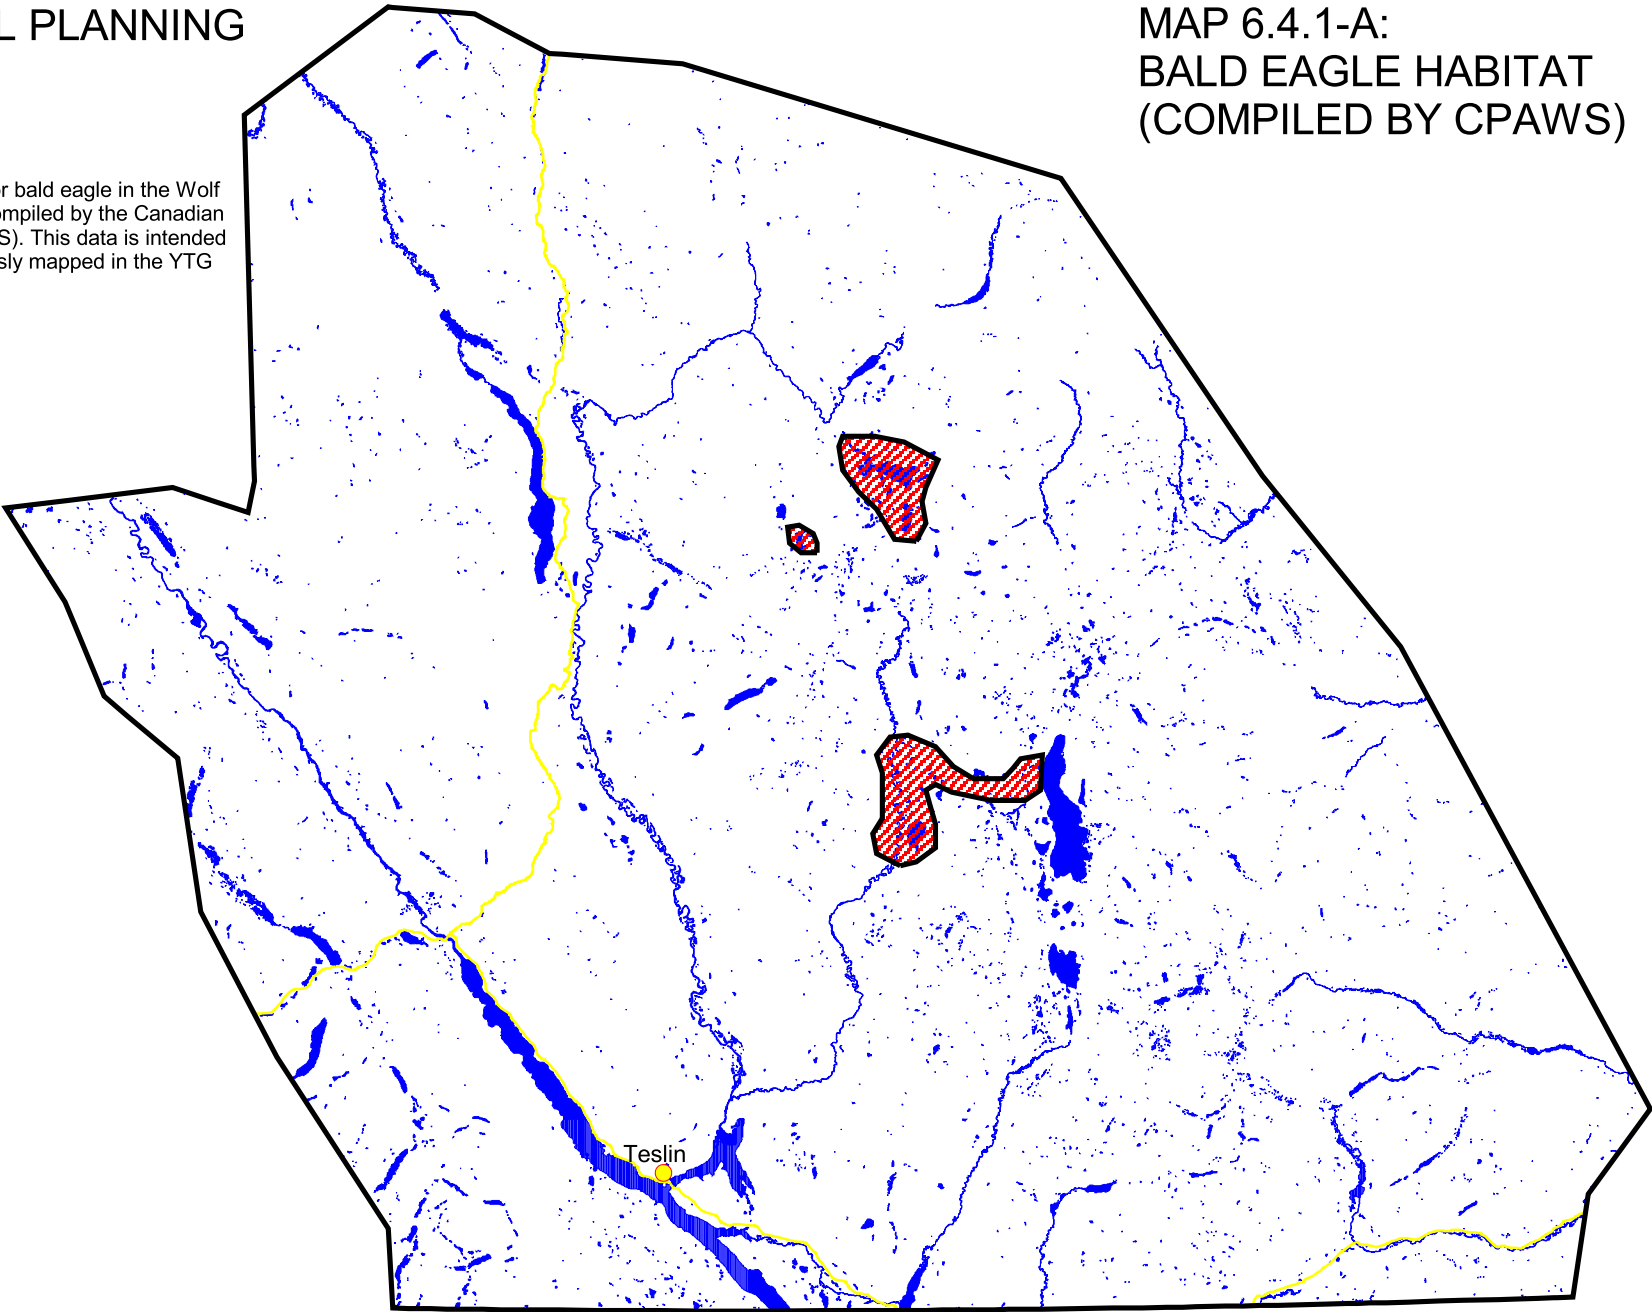 L PLANNING
MAP 6.4.1-A:
BALD EAGLE HABITAT
(COMPILED BY CPAWS)
r bald eagle in the Wolf
mpiled by the Canadian
S). This data is intended
sly mapped in the YTG
Teslin